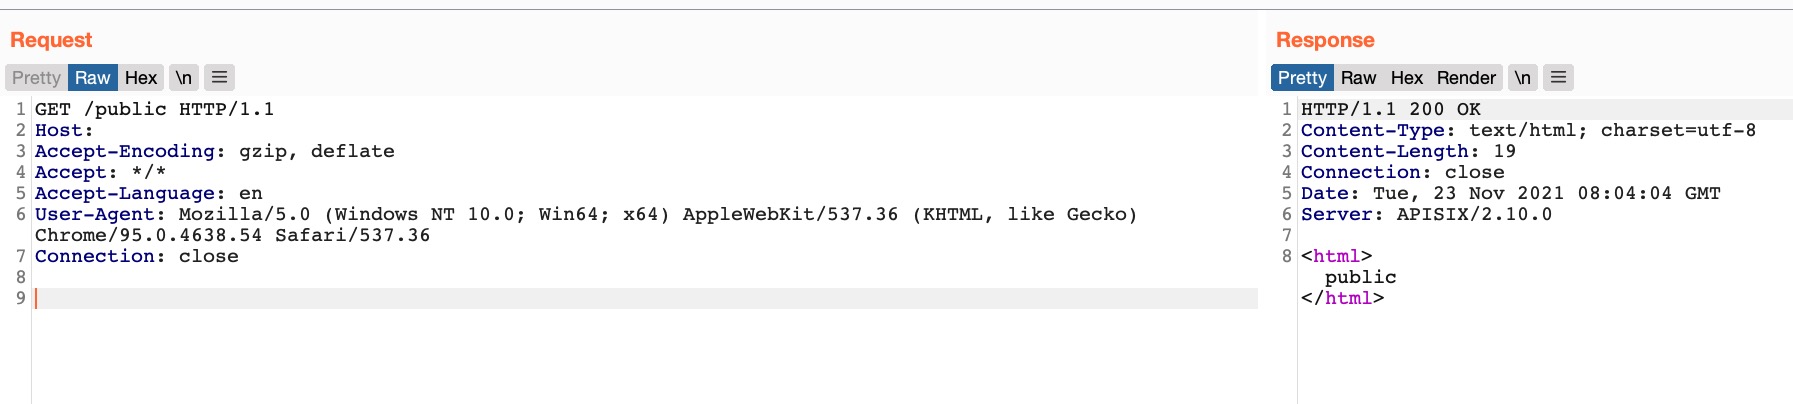 Request
Pretty Raw Hex \n ≡
1 GET /public HTTP/1.1
2 Host:
3 Accept-Encoding: gzip, deflate
4 Accept: */*
5 Accept-Language: en
6 User-Agent: Mozilla/5.0 (Windows NT 10.0; Win64; x64) AppleWebKit/537.36 (KHTML, like Gecko)
Chrome/95.0.4638.54 Safari/537.36
7 Connection: close
8
9
Response
Pretty Raw Hex Render \n ≡
1 HTTP/1.1 200 OK
2 Content-Type: text/html; charset=utf-8
3 Content-Length: 19
4 Connection: close
5 Date: Tue, 23 Nov 2021 08:04:04 GMT
6 Server: APISIX/2.10.0
7
8 <html>
public
</html>